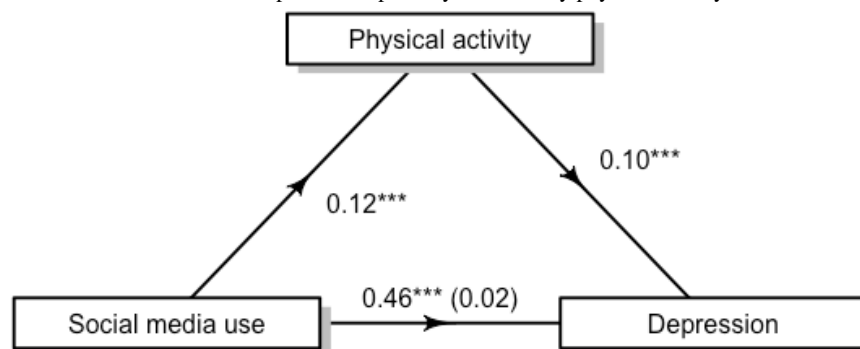 Physical activity
0.10***
0.12***
0.46*** (0.02)
Social media use
Depression